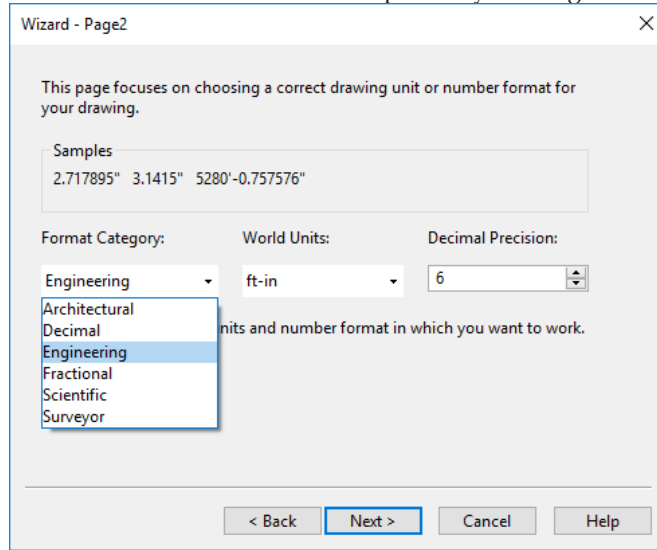 Wizard - Page2
This page focuses on choosing a correct drawing unit or number format for
your drawing.
Samples
2.717895" 3.1415" 5280'-0.757576"
Format Category: World Units: Decimal Precision:
Engineering ft-in 6
Architectural
Decimal nits and number format in which you want to work.
Engineering
Fractional
Scientific
Surveyor
< Back Next > Cancel Help